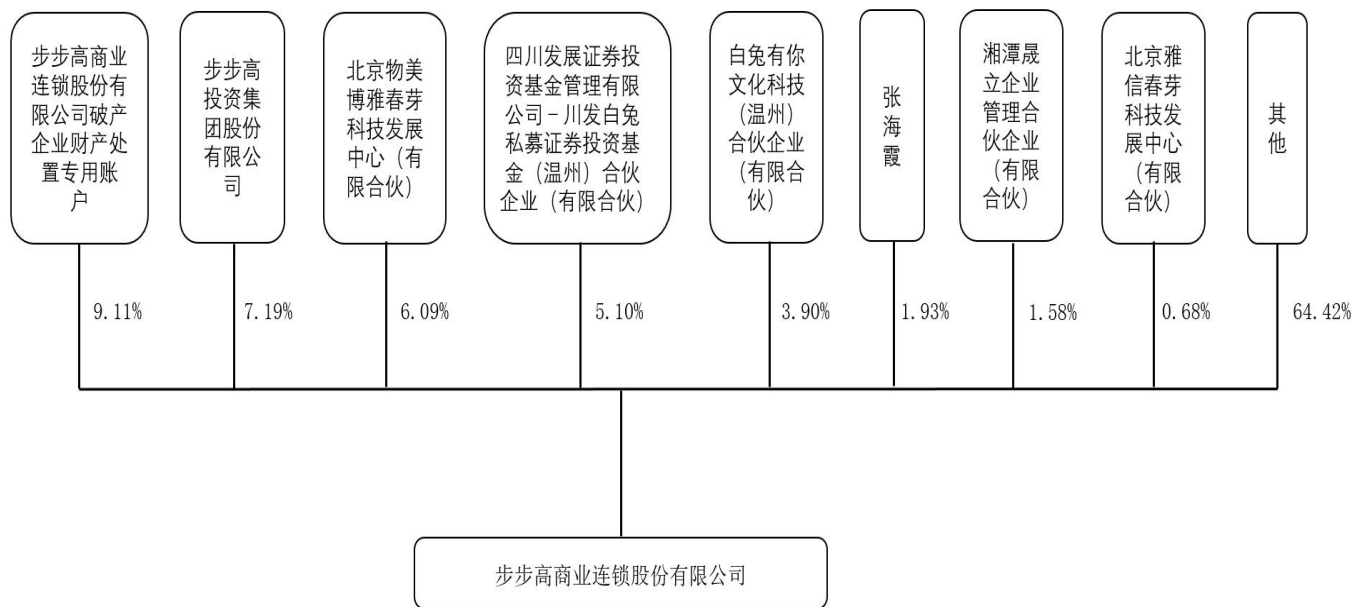 步步高商业
连锁股份有
限公司破产
企业财产处
置专用账
户
步步高
投资集
团股份
有限公
司
北京物美
博雅春芽
科技发展
中心（有
限合伙）
四川发展证券投
资基金管理有限
公司－川发白兔
私募证券投资基
金（温州）合伙
企业（有限合伙）
白兔有你
文化科技
（温州）
合伙企业
（有限合
伙）
张
海
霞
湘潭晟
立企业
管理合
伙企业
（有限
合伙）
北京雅
信春芽
科技发
展中心
（有限
合伙）
其
他
9.11%
7.19%
6.09%
5.10%
3.90%
1.93%
1.58%
0.68%
64.42%
步步高商业连锁股份有限公司